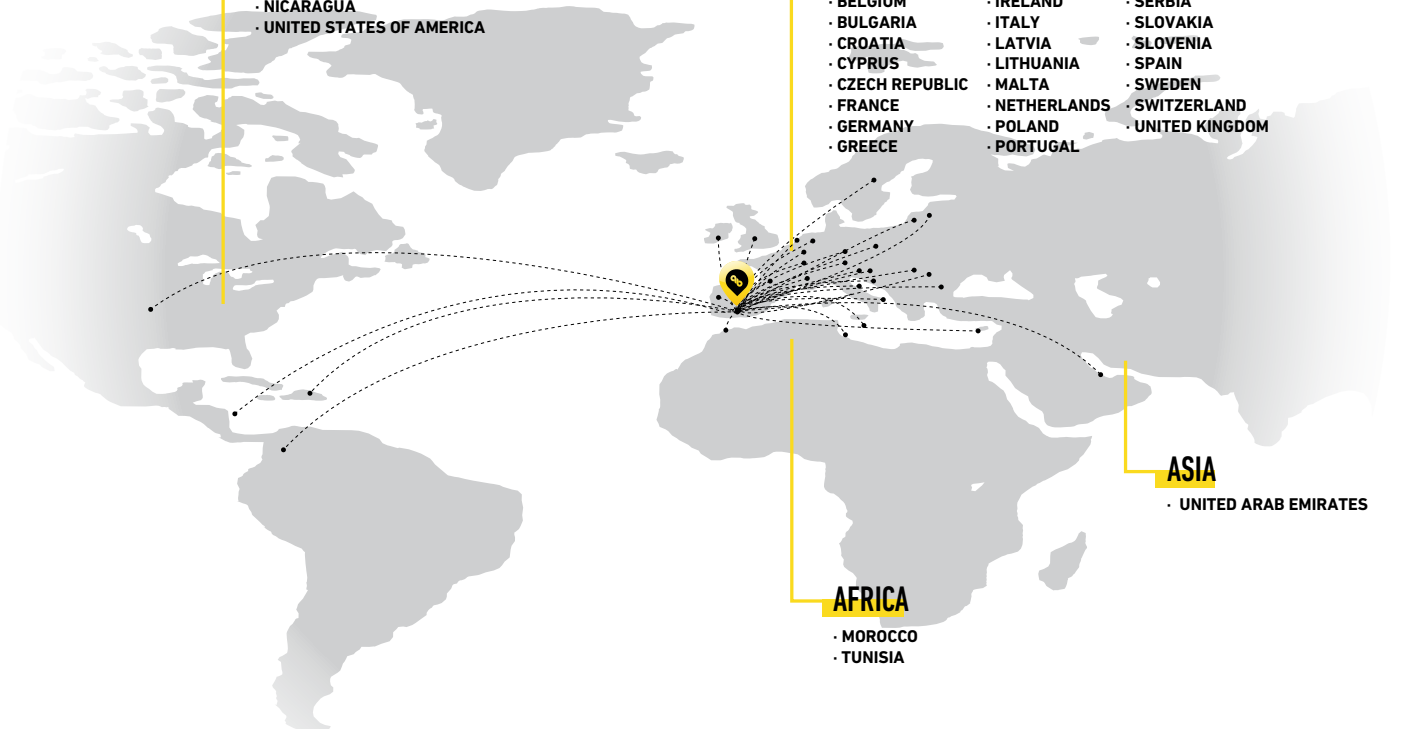 · NICARAGUA
· UNITED STATES OF AMERICA
· BELGIUM
· BULGARIA
· CROATIA
· CYPRUS
· CZECH REPUBLIC
· FRANCE
· GERMANY
· GREECE
· IRELAND
· ITALY
· LATVIA
· LITHUANIA
· MALTA
· NETHERLANDS
· POLAND
· PORTUGAL
· SERBIA
· SLOVAKIA
· SLOVENIA
· SPAIN
· SWEDEN
· SWITZERLAND
· UNITED KINGDOM
ASIA
· UNITED ARAB EMIRATES
AFRICA
· MOROCCO
· TUNISIA